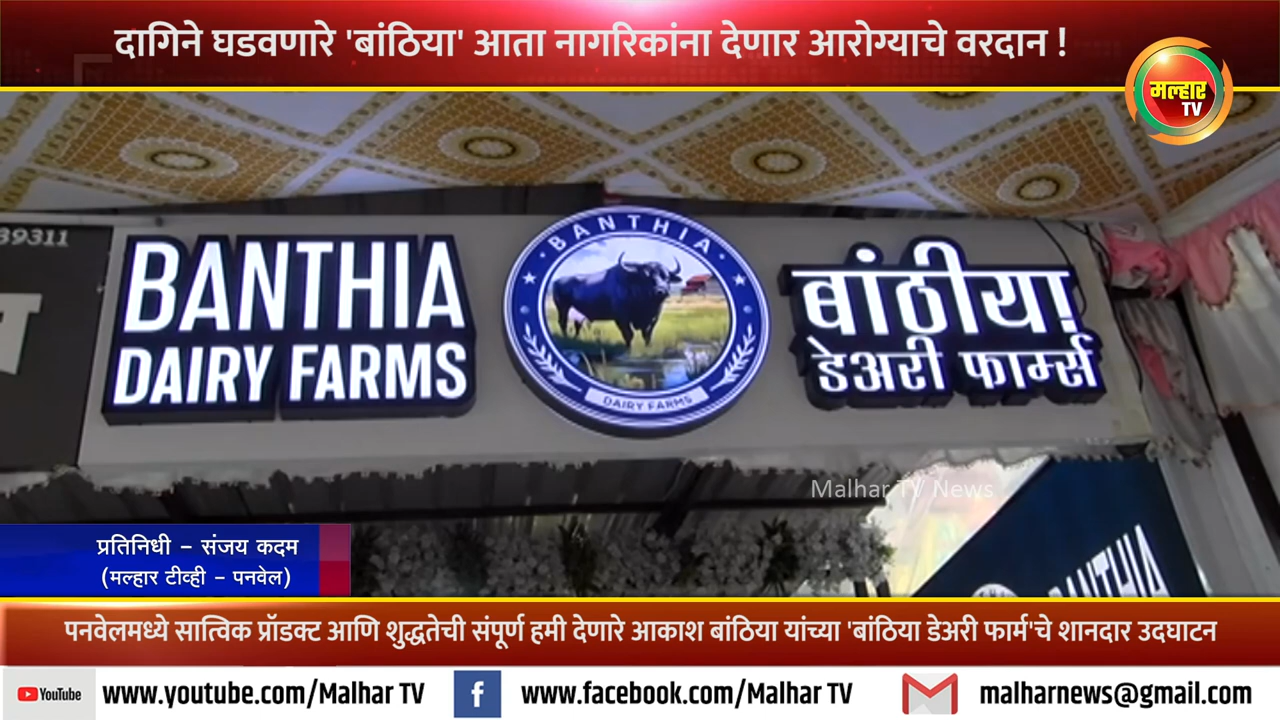 दागिने घडवणारे 'बांठिया' आता नागरिकांना देणार आरोग्याचे वरदान !
मल्हार
TV
39311
BANTHIA
DAIRY FARMS
BANTHIA
DAIRY FARMS
बांठीया
डेअरी फार्म्स
Malhar TV News
BANTHIA
प्रतिनिधी - संजय कदम
(मल्हार टीव्ही - पनवेल)
पनवेलमध्ये सात्विक प्रॉडक्ट आणि शुद्धतेची संपूर्ण हमी देणारे आकाश बांठिया यांच्या 'बांठिया डेअरी फार्म'चे शानदार उदघाटन
YouTube
www.youtube.com/Malhar TV
f
www.facebook.com/Malhar TV
malharnews@gmail.com